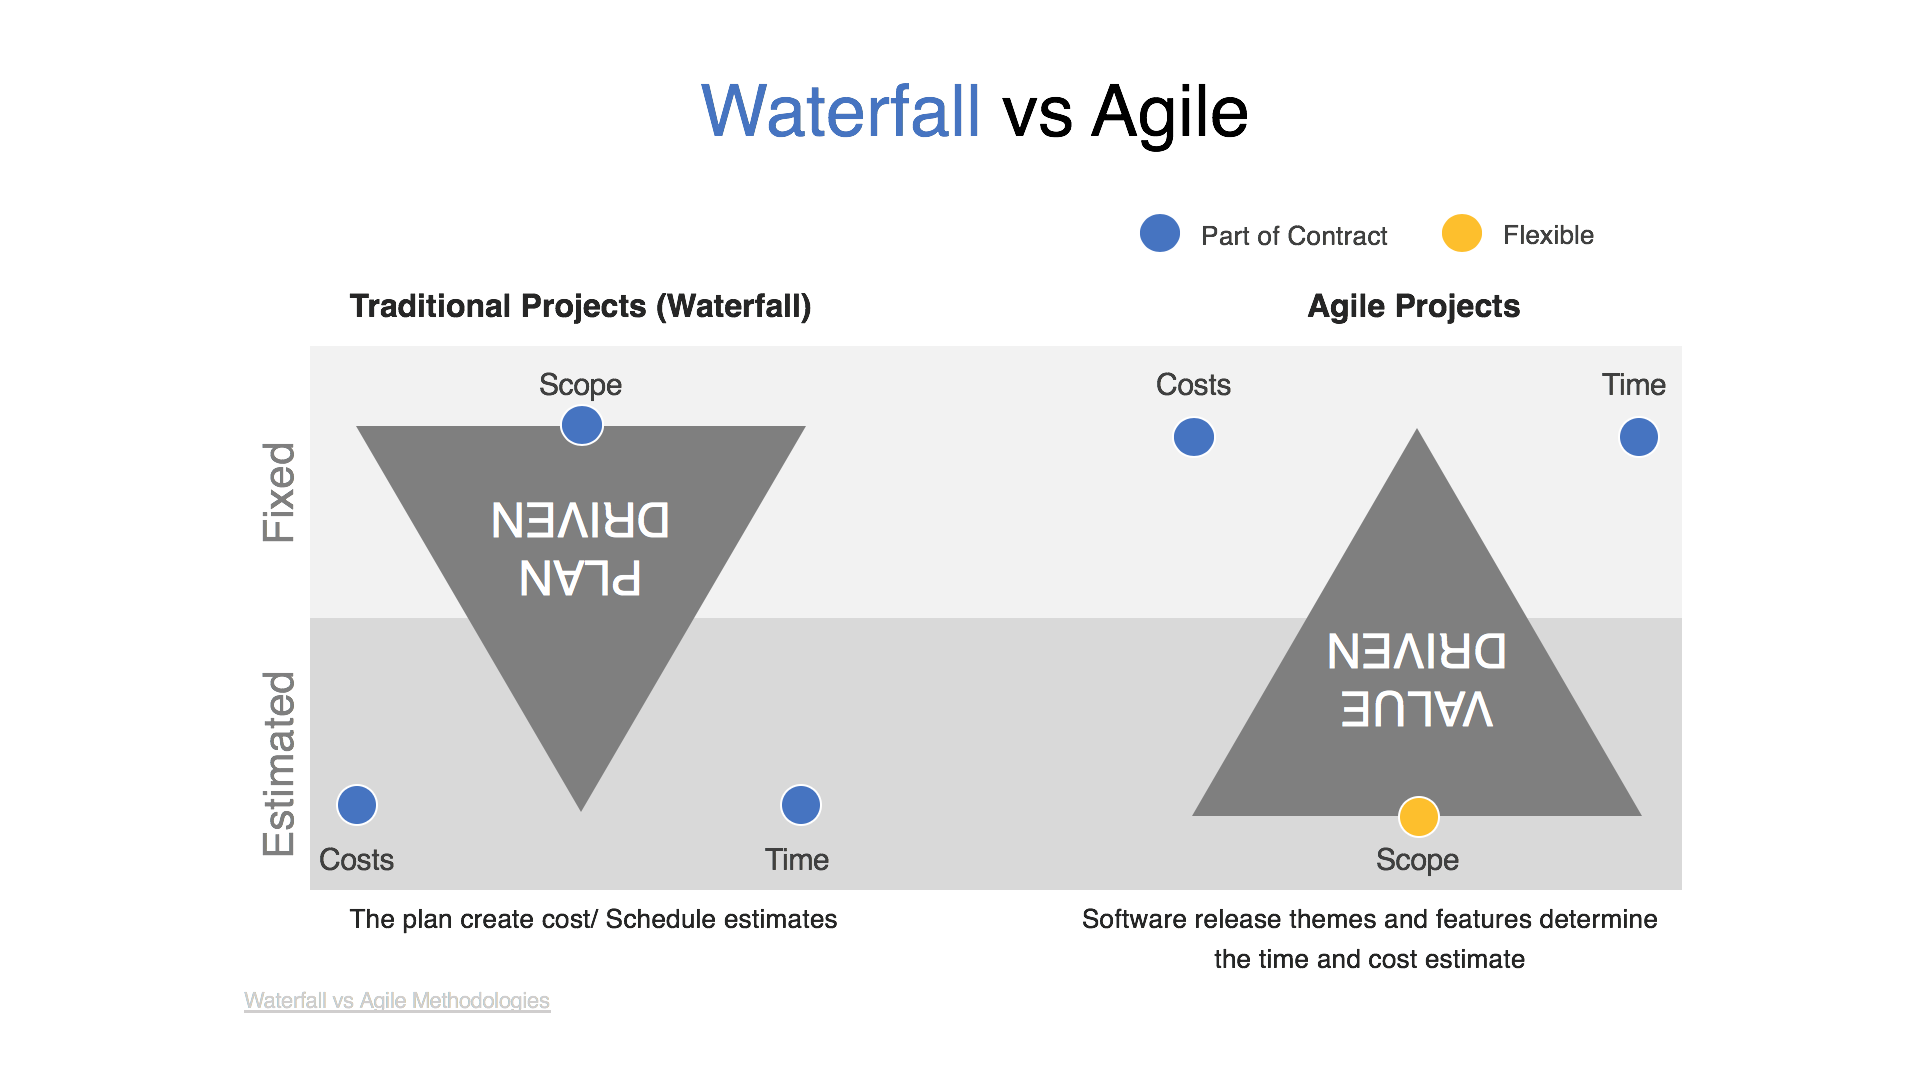 Waterfall vs Agile
Part of Contract
Flexible
Traditional Projects (Waterfall)
Agile Projects
Fixed
Estimated
Scope
PLAN
DRIVEN
Costs
Time
Costs
Time
VALUE
DRIVEN
Scope
The plan create cost/ Schedule estimates
Software release themes and features determine
the time and cost estimate
Waterfall vs Agile Methodologies